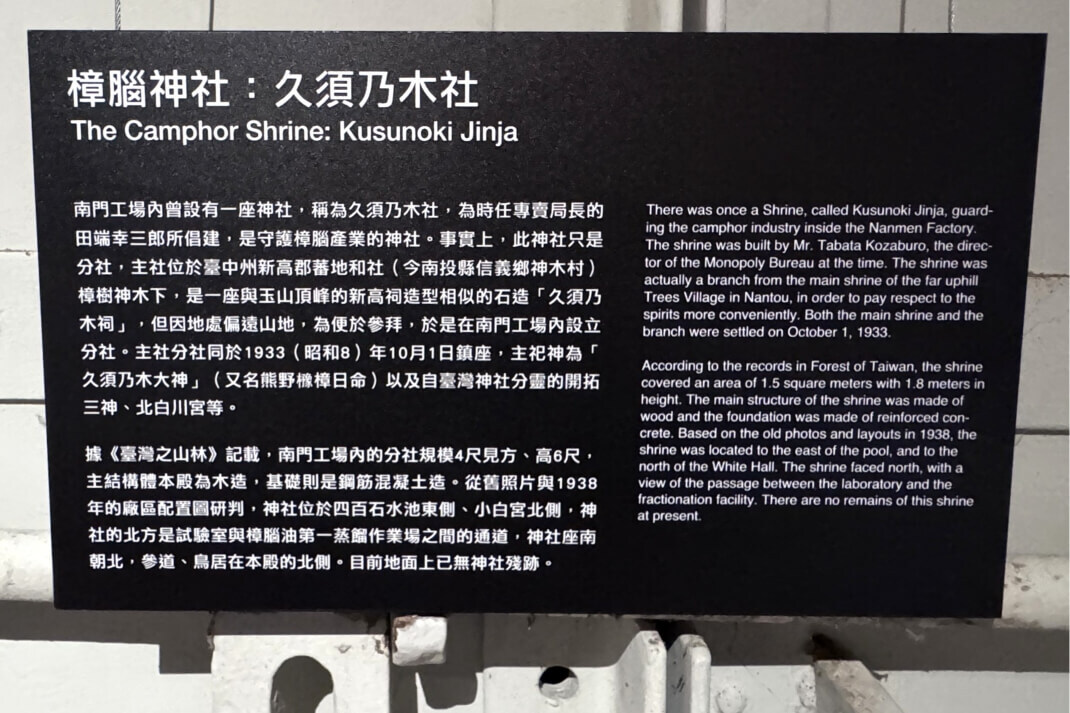 樟腦神社：久須乃木社
The Camphor Shrine: Kusunoki Jinja
南門工場內曾設有一座神社，稱為久須乃木社，為時任專賣局長的
田端幸三郎所倡建，是守護樟腦產業的神社。事實上，此神社只是
分社，主社位於臺中州新高郡蕃地和社（今南投縣信義鄉神木村）
樟樹神木下，是一座與玉山頂峰的新高祠造型相似的石造「久須乃
木祠」，但因地處偏遠山地，為便於參拜，於是在南門工場內設立
分社。主社分社同於1933（昭和8）年10月1日鎮座，主祀神為「
久須乃木大神」（又名熊野櫲樟日命）以及自臺灣神社分靈的開拓
三神、北白川宮等。
據《臺灣之山林》記載，南門工場內的分社規模4尺見方、高6尺，
主結構體本殿為木造，基礎則是鋼筋混凝土造。從舊照片與1938
年的廠區配置圖研判，神社位於四百石水池東側、小白宮北側，神
社的北方是試驗室與樟腦油第一蒸餾作業場之間的通道，神社座南
朝北，參道、鳥居在本殿的北側。目前地面上已無神社殘跡。
There was once a Shrine, called Kusunoki Jinja, guard-
ing the camphor industry inside the Nanmen Factory.
The shrine was built by Mr. Tabata Kozaburo, the direc-
tor of the Monopoly Bureau at the time. The shrine was
actually a branch from the main shrine of the far uphill
Trees Village in Nantou, in order to pay respect to the
spirits more conveniently. Both the main shrine and the
branch were settled on October 1, 1933.
According to the records in Forest of Taiwan, the shrine
covered an area of 1.5 square meters with 1.8 meters in
height. The main structure of the shrine was made of
wood and the foundation was made of reinforced con-
crete. Based on the old photos and layouts in 1938, the
shrine was located to the east of the pool, and to the
north of the White Hall. The shrine faced north, with a
view of the passage between the laboratory and the
fractionation facility. There are no remains of this shrine
at present.